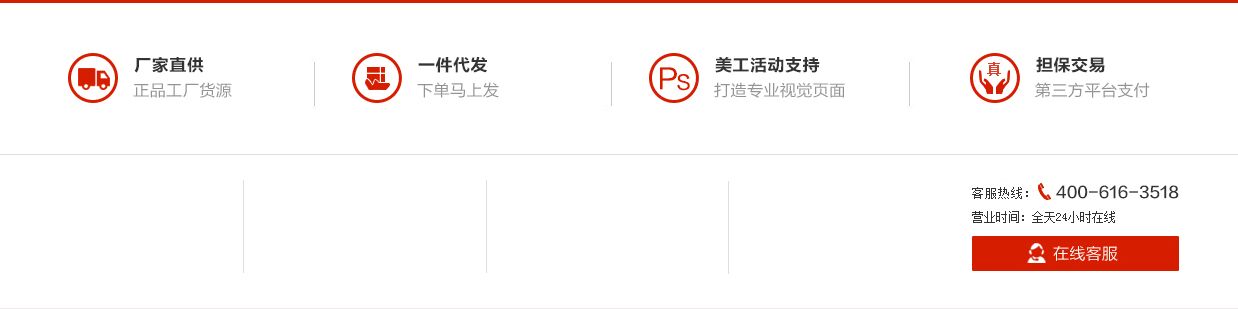 厂家直供
正品工厂货源
一件代发
下单马上发
Ps
美工活动支持
打造专业视觉页面
真
担保交易
第三方平台支付
客服热线：400-616-3518
营业时间：全天24小时在线
在线客服